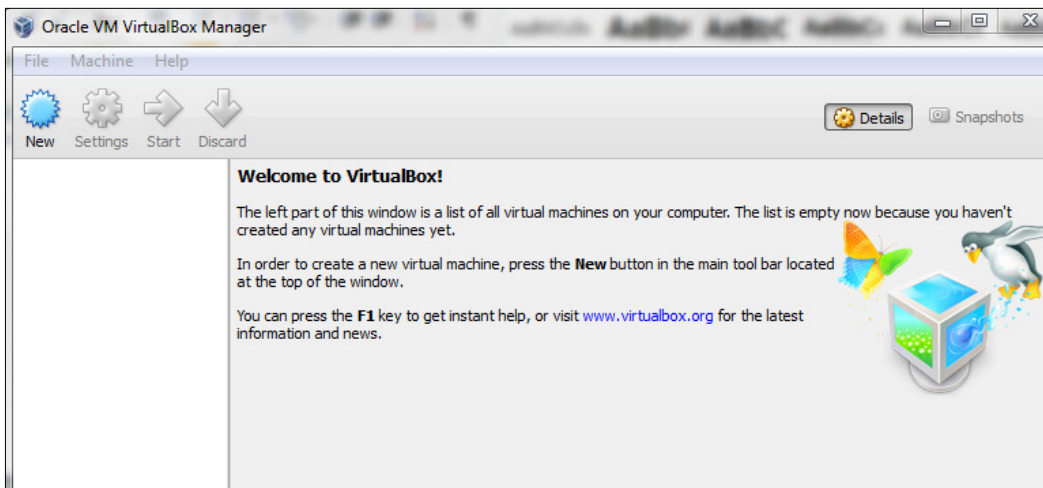 Oracle VM VirtualBox Manager
File Machine Help
New Settings Start Discard
Details Snapshots
Welcome to VirtualBox!
The left part of this window is a list of all virtual machines on your computer. The list is empty now because you haven't
created any virtual machines yet.
In order to create a new virtual machine, press the New button in the main tool bar located
at the top of the window.
You can press the F1 key to get instant help, or visit www.virtualbox.org for the latest
information and news.